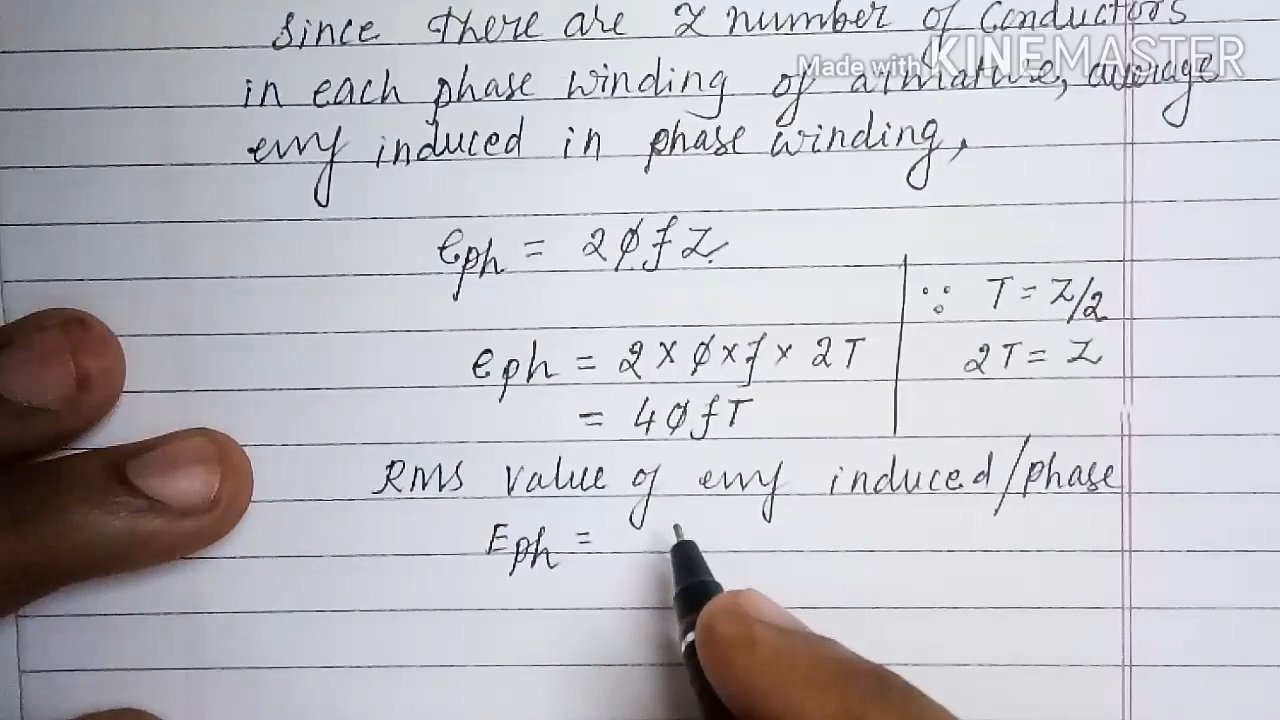 Since there are Z number of Conductors
Made with KINEMASTER
in each phase winding of armature, average
emf induced in phase winding,
eph = 2ϕfZ
∵ T = Z/2
eph = 2 × ϕ × f × 2T
2T = Z
= 4ϕfT
RMS value of emf induced/phase
Eph =